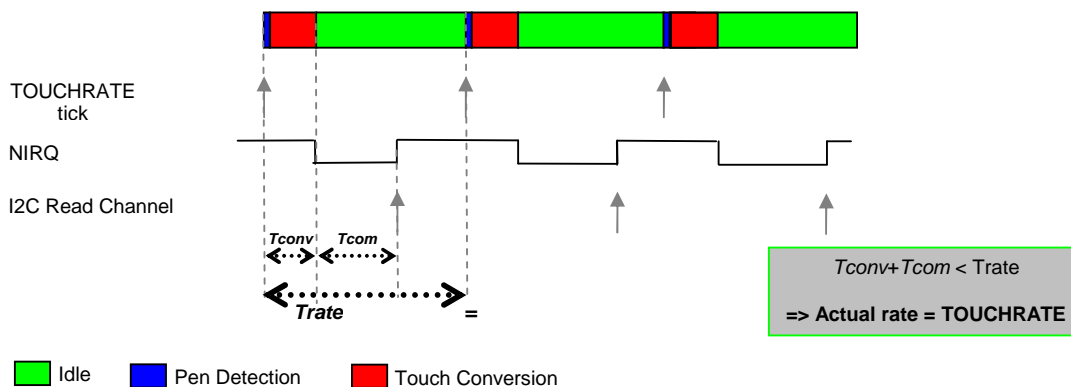 TOUCHRATE
tick
NIRQ
I2C Read Channel
Tconv Tcom
Trate =
Tconv+Tcom < Trate
=> Actual rate = TOUCHRATE
Idle Pen Detection Touch Conversion